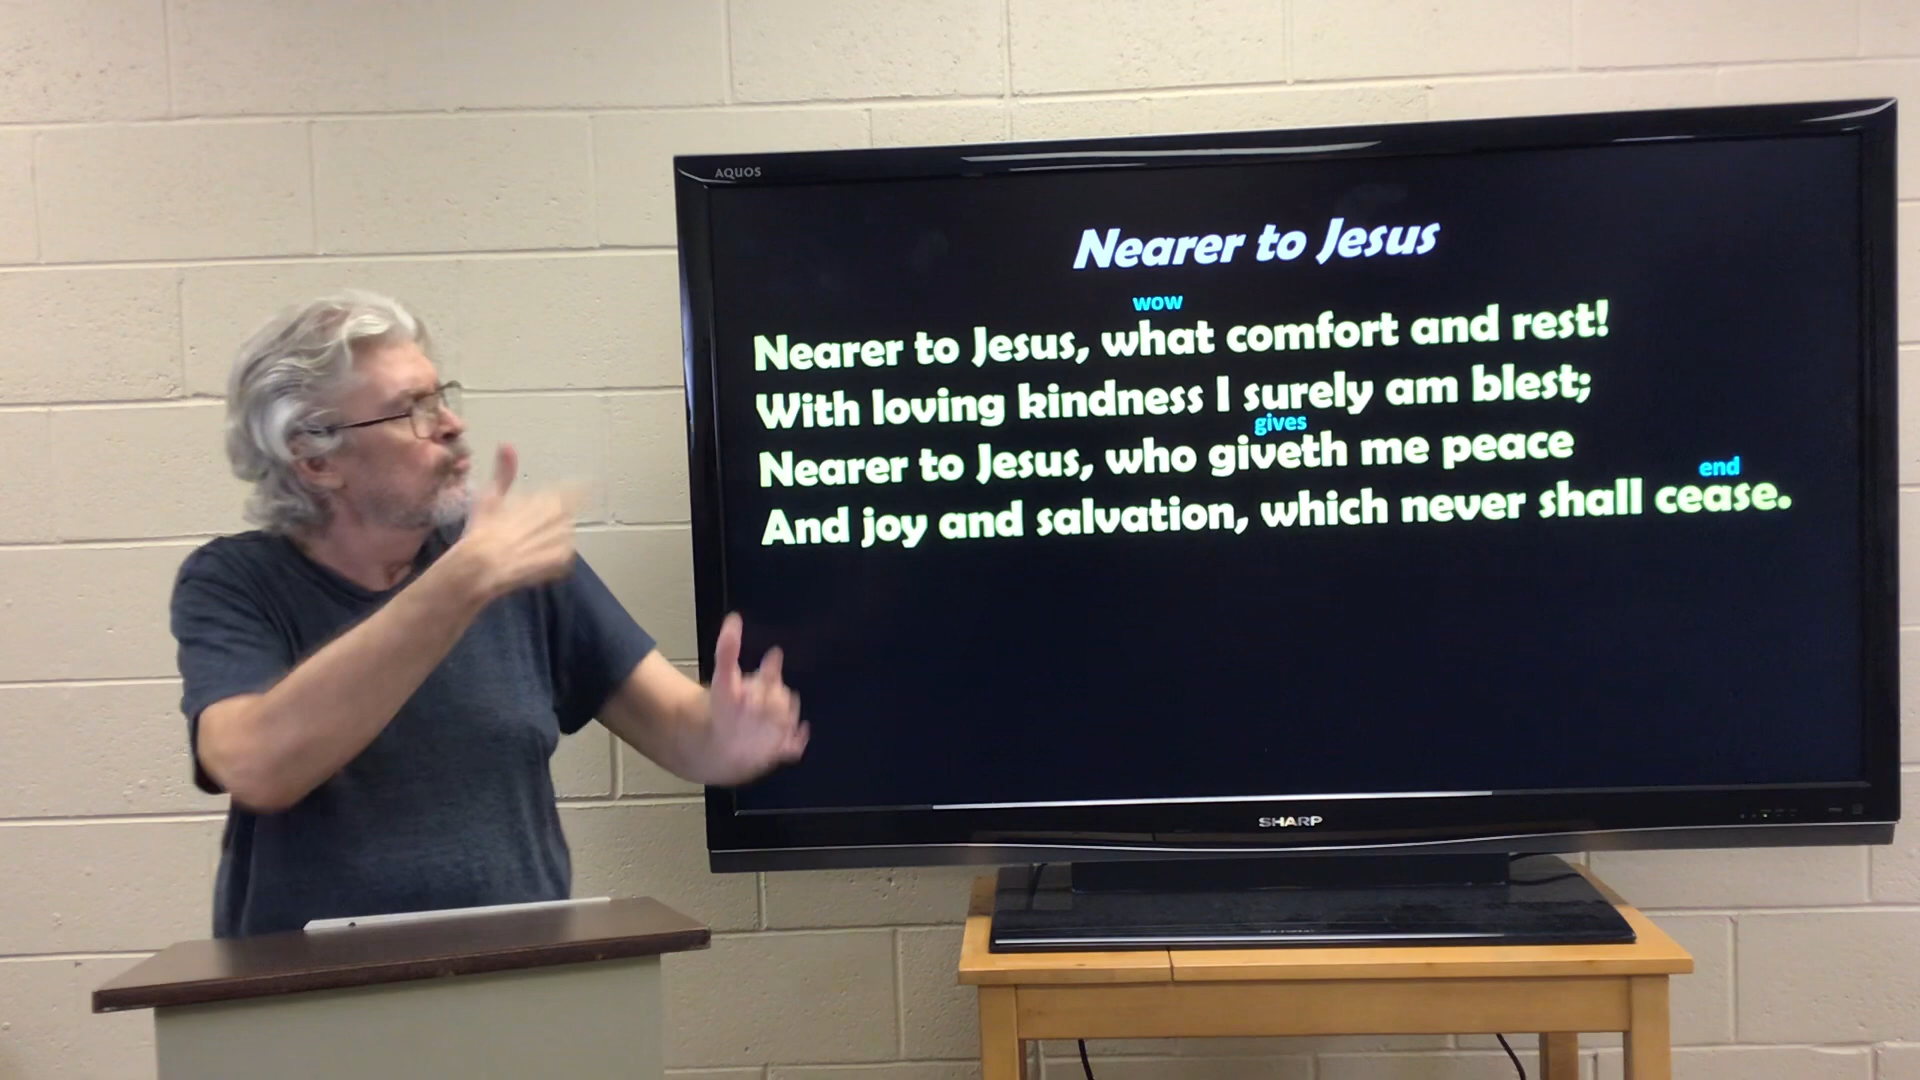 AQUOS
Nearer to Jesus
wow
Nearer to Jesus, what comfort and rest!
With loving kindness I surely am blest;
gives
Nearer to Jesus, who giveth me peace
end
And joy and salvation, which never shall cease.
SHARP